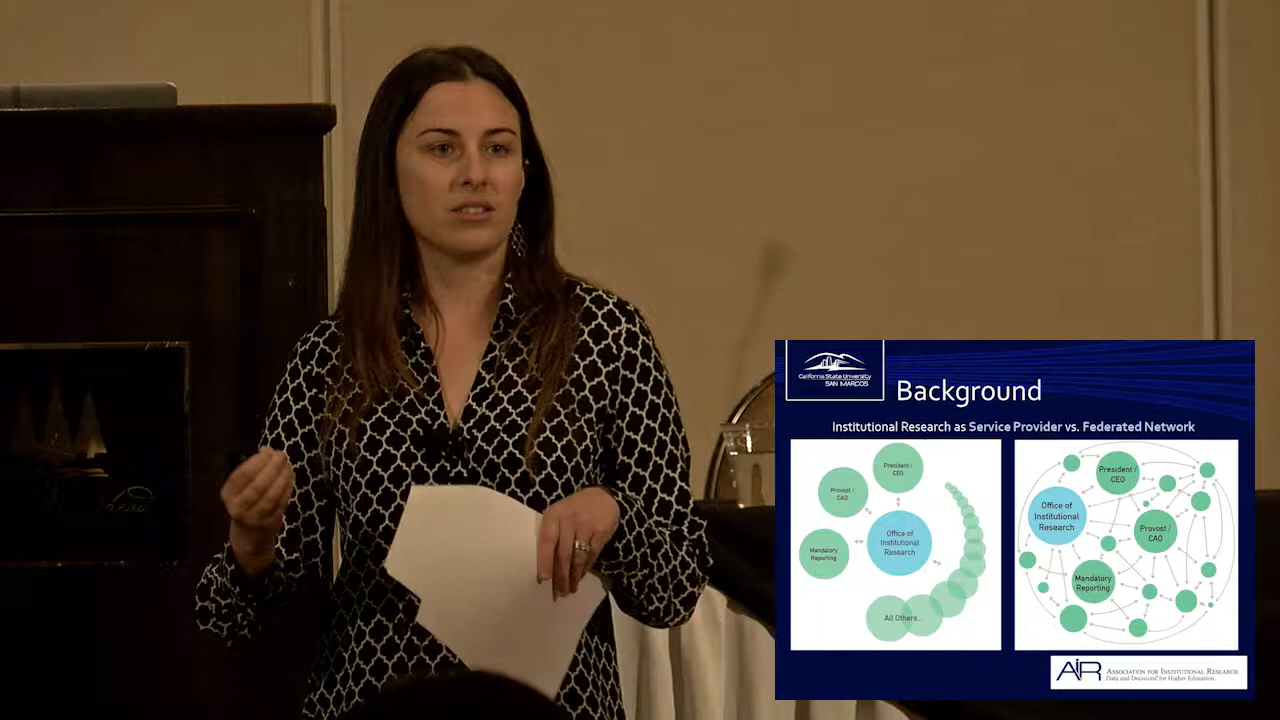 California State University
SAN MARCOS
Background
Institutional Research as Service Provider vs. Federated Network
President /
CEO
Provost /
CAO
Office of
Institutional
Research
Mandatory
Reporting
All Others...
President /
CEO
Office of
Institutional
Research
Provost /
CAO
Mandatory
Reporting
AIR
ASSOCIATION FOR INSTITUTIONAL RESEARCH
Data and Decisions for Higher Education.